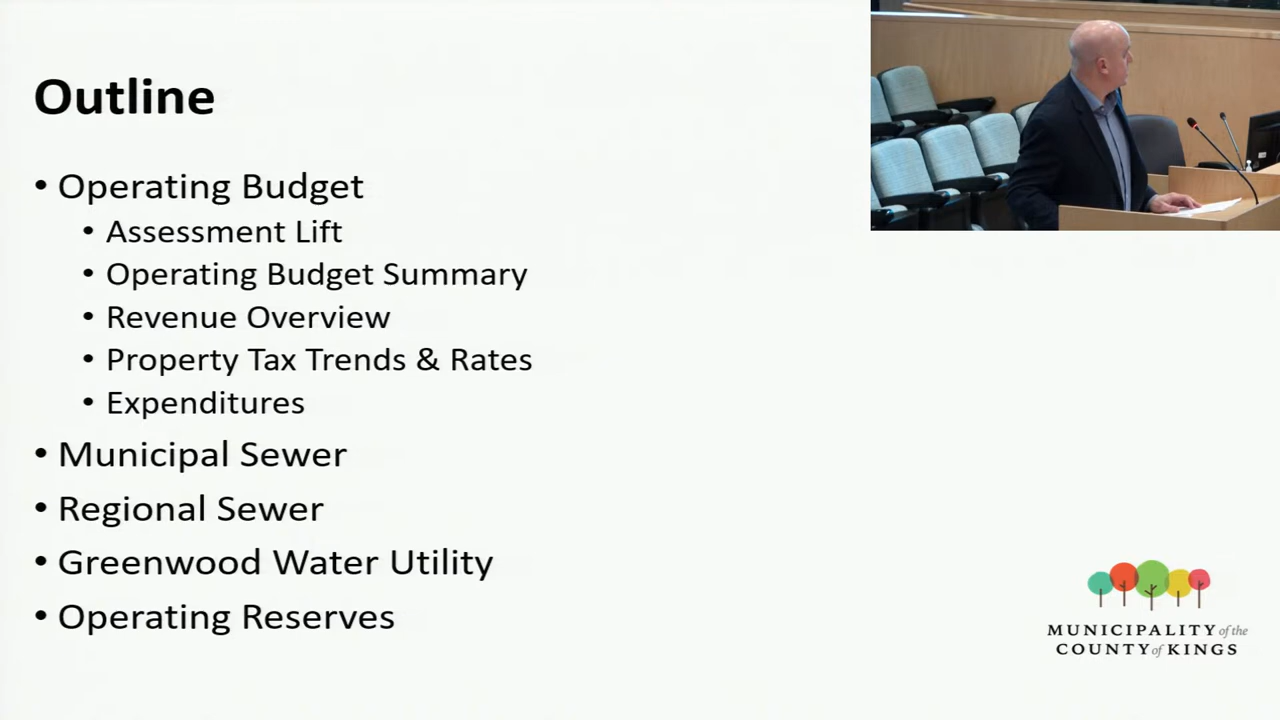 Outline
• Operating Budget
• Assessment Lift
• Operating Budget Summary
• Revenue Overview
• Property Tax Trends & Rates
• Expenditures
• Municipal Sewer
• Regional Sewer
• Greenwood Water Utility
• Operating Reserves
MUNICIPALITY of the
COUNTY of KINGS